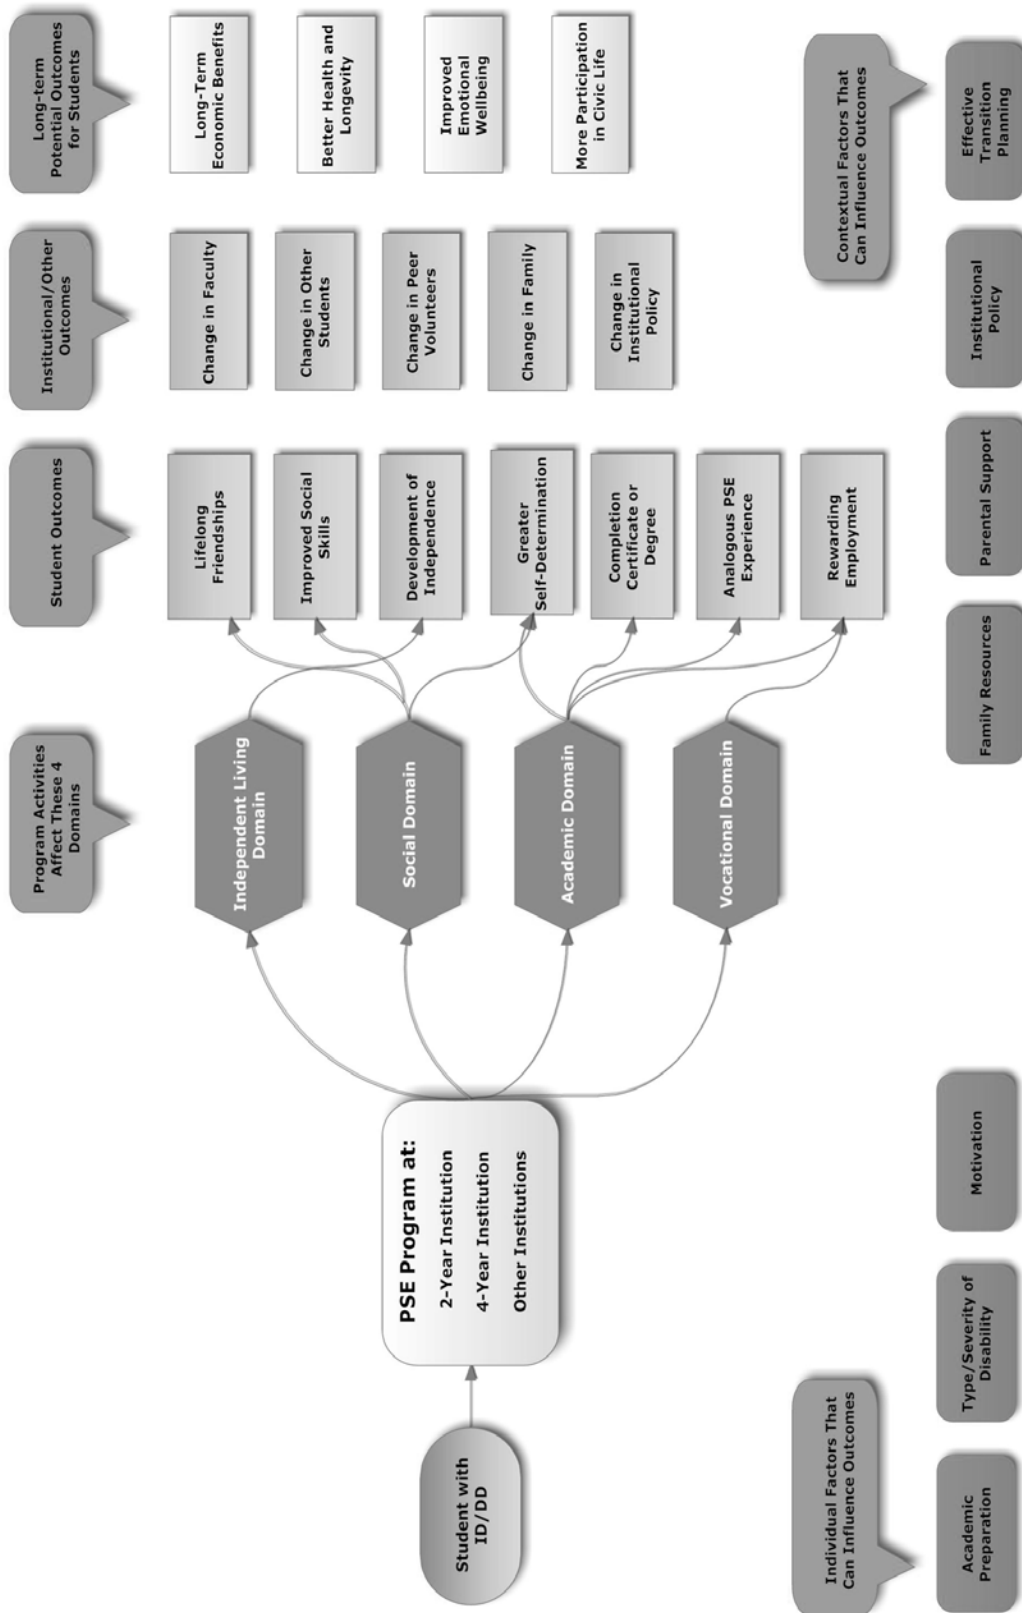 Program Activities
Affect These 4
Domains
Student Outcomes
Institutional/Other
Outcomes
Long-term
Potential Outcomes
for Students
Student with
ID/DD
PSE Program at:
2-Year Institution
4-Year Institution
Other Institutions
Independent Living
Domain
Social Domain
Academic Domain
Vocational Domain
Lifelong
Friendships
Improved Social
Skills
Development of
Independence
Greater
Self-Determination
Completion
Certificate or
Degree
Analogous PSE
Experience
Rewarding
Employment
Change in Faculty
Change in Other
Students
Change in Peer
Volunteers
Change in Family
Change in
Institutional
Policy
Long-Term
Economic Benefits
Better Health and
Longevity
Improved
Emotional
Wellbeing
More Participation
in Civic Life
Individual Factors That
Can Influence Outcomes
Academic
Preparation
Type/Severity of
Disability
Motivation
Contextual Factors That
Can Influence Outcomes
Family Resources
Parental Support
Institutional
Policy
Effective
Transition
Planning